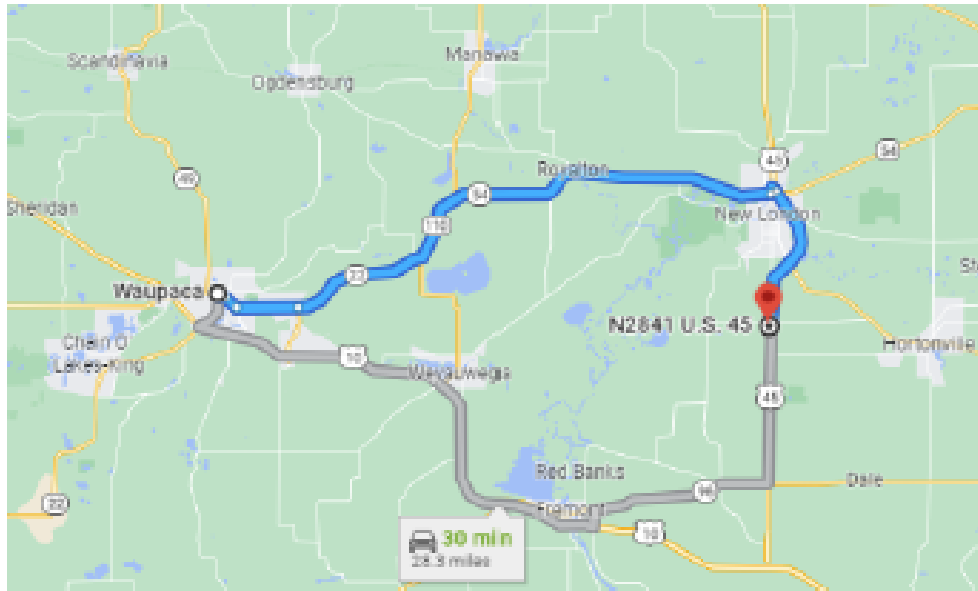 Scandinavia
Manawa
Ogdensburg
Royalton
45
54
49
54
Sheridan
New London
110
22
Waupaca
N2841 U.S. 45
Chain O'
Lakes-King
10
Hortonville
Weyauwega
45
Red Banks
Dale
96
22
Fremont
10
30 min
28.3 miles